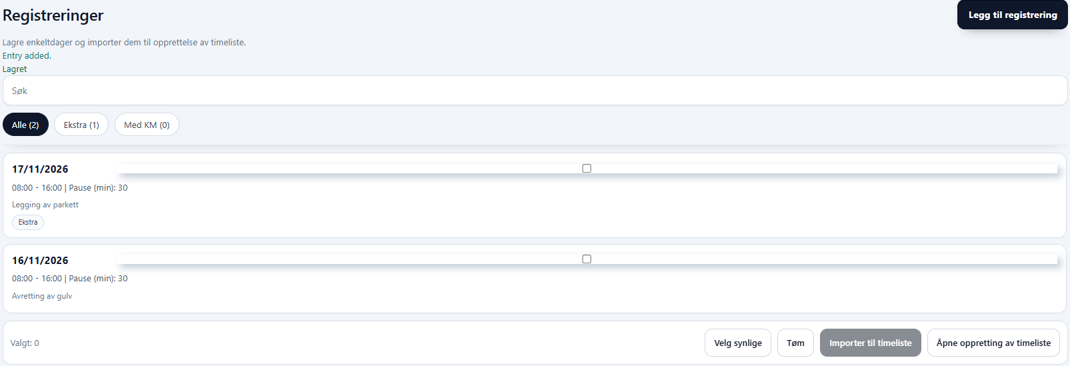 Registreringer
Legg til registrering
Lagre enkeltdager og importer dem til opprettelse av timeliste.
Entry added.
Lagret
Søk
Alle (2) Ekstra (1) Med KM (0)
17/11/2026
08:00 - 16:00 | Pause (min): 30
Legging av parkett
Ekstra
16/11/2026
08:00 - 16:00 | Pause (min): 30
Avretting av gulv
Valgt: 0 Velg synlige Tøm Importer til timeliste Åpne oppretting av timeliste